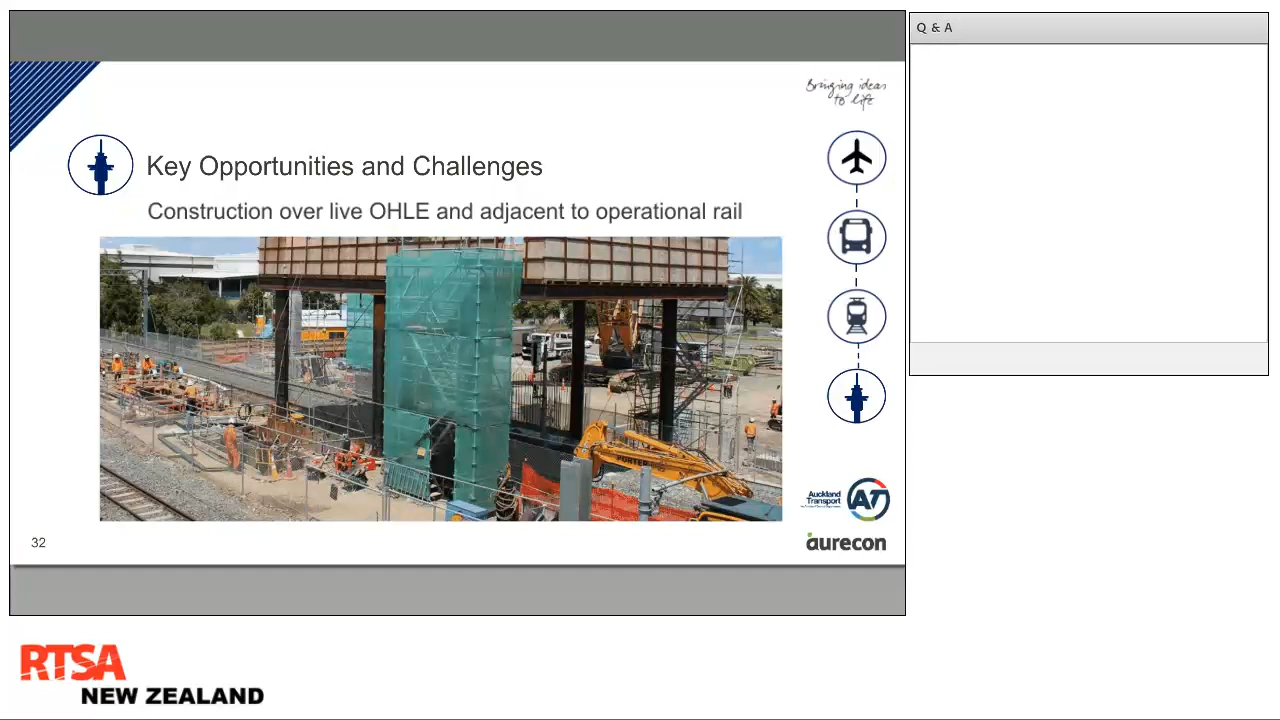 Q & A
Bringing ideas
to life
Key Opportunities and Challenges
Construction over live OHLE and adjacent to operational rail
PORTER
Auckland
Transport
AT
32
aurecon
RTSA
NEW ZEALAND